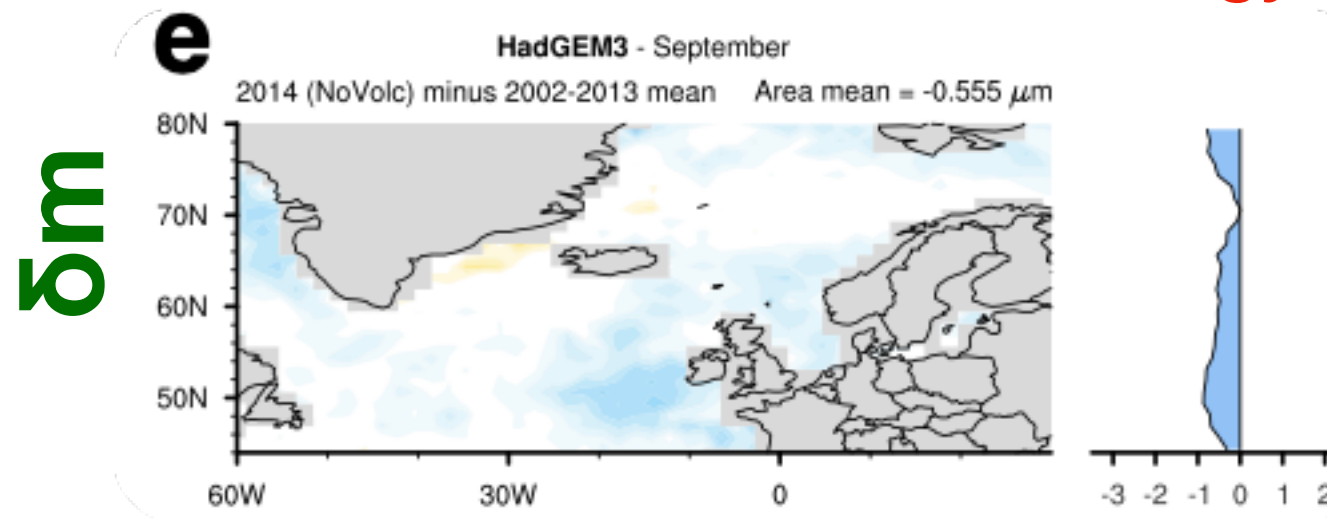 e
HadGEM3 - September
2014 (NoVolc) minus 2002-2013 mean Area mean = -0.555 μm
δm
80N
70N
60N
50N
60W 30W 0
-3 -2 -1 0 1 2